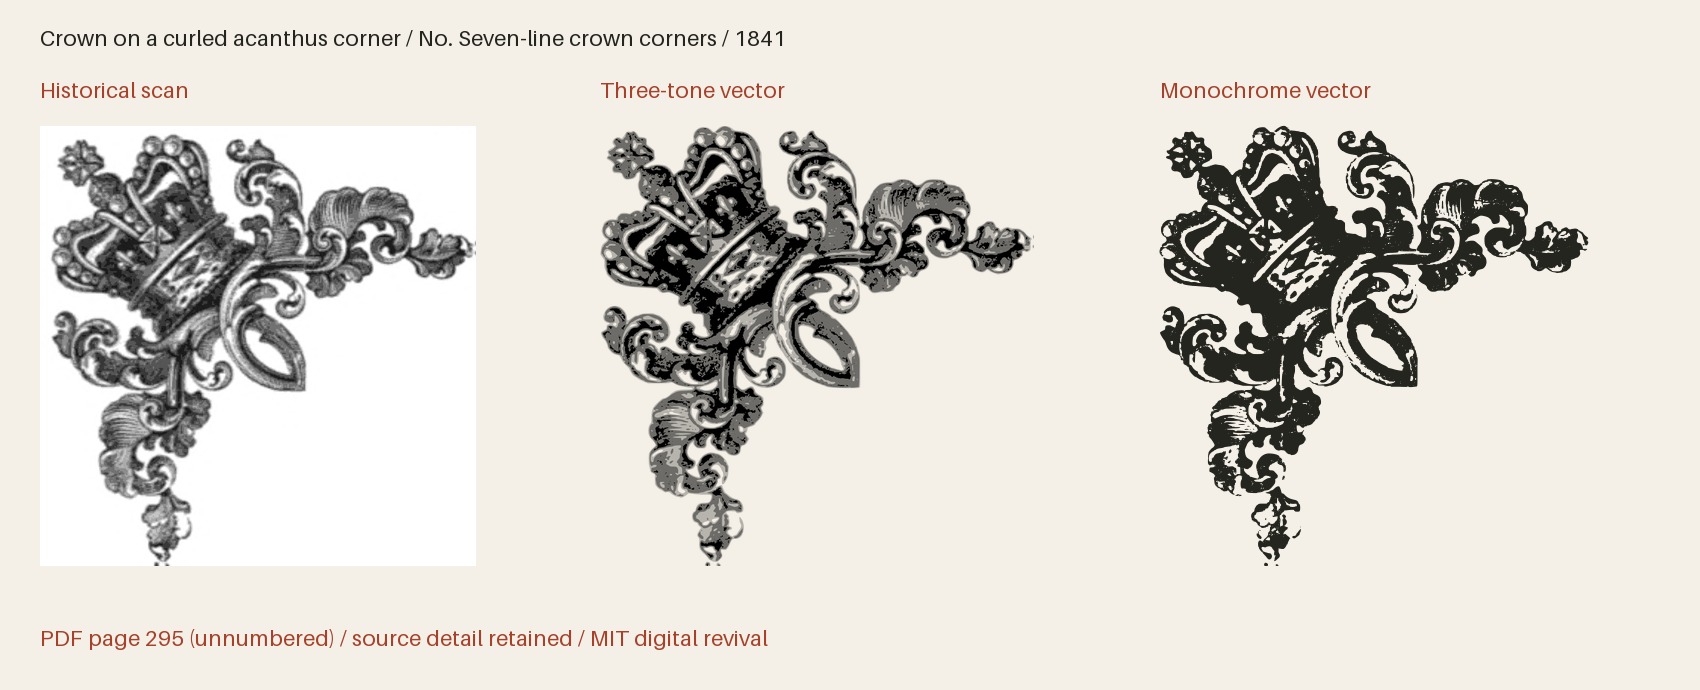 Crown on a curled acanthus corner / No. Seven-line crown corners / 1841
Historical scan
Three-tone vector
Monochrome vector
PDF page 295 (unnumbered) / source detail retained / MIT digital revival